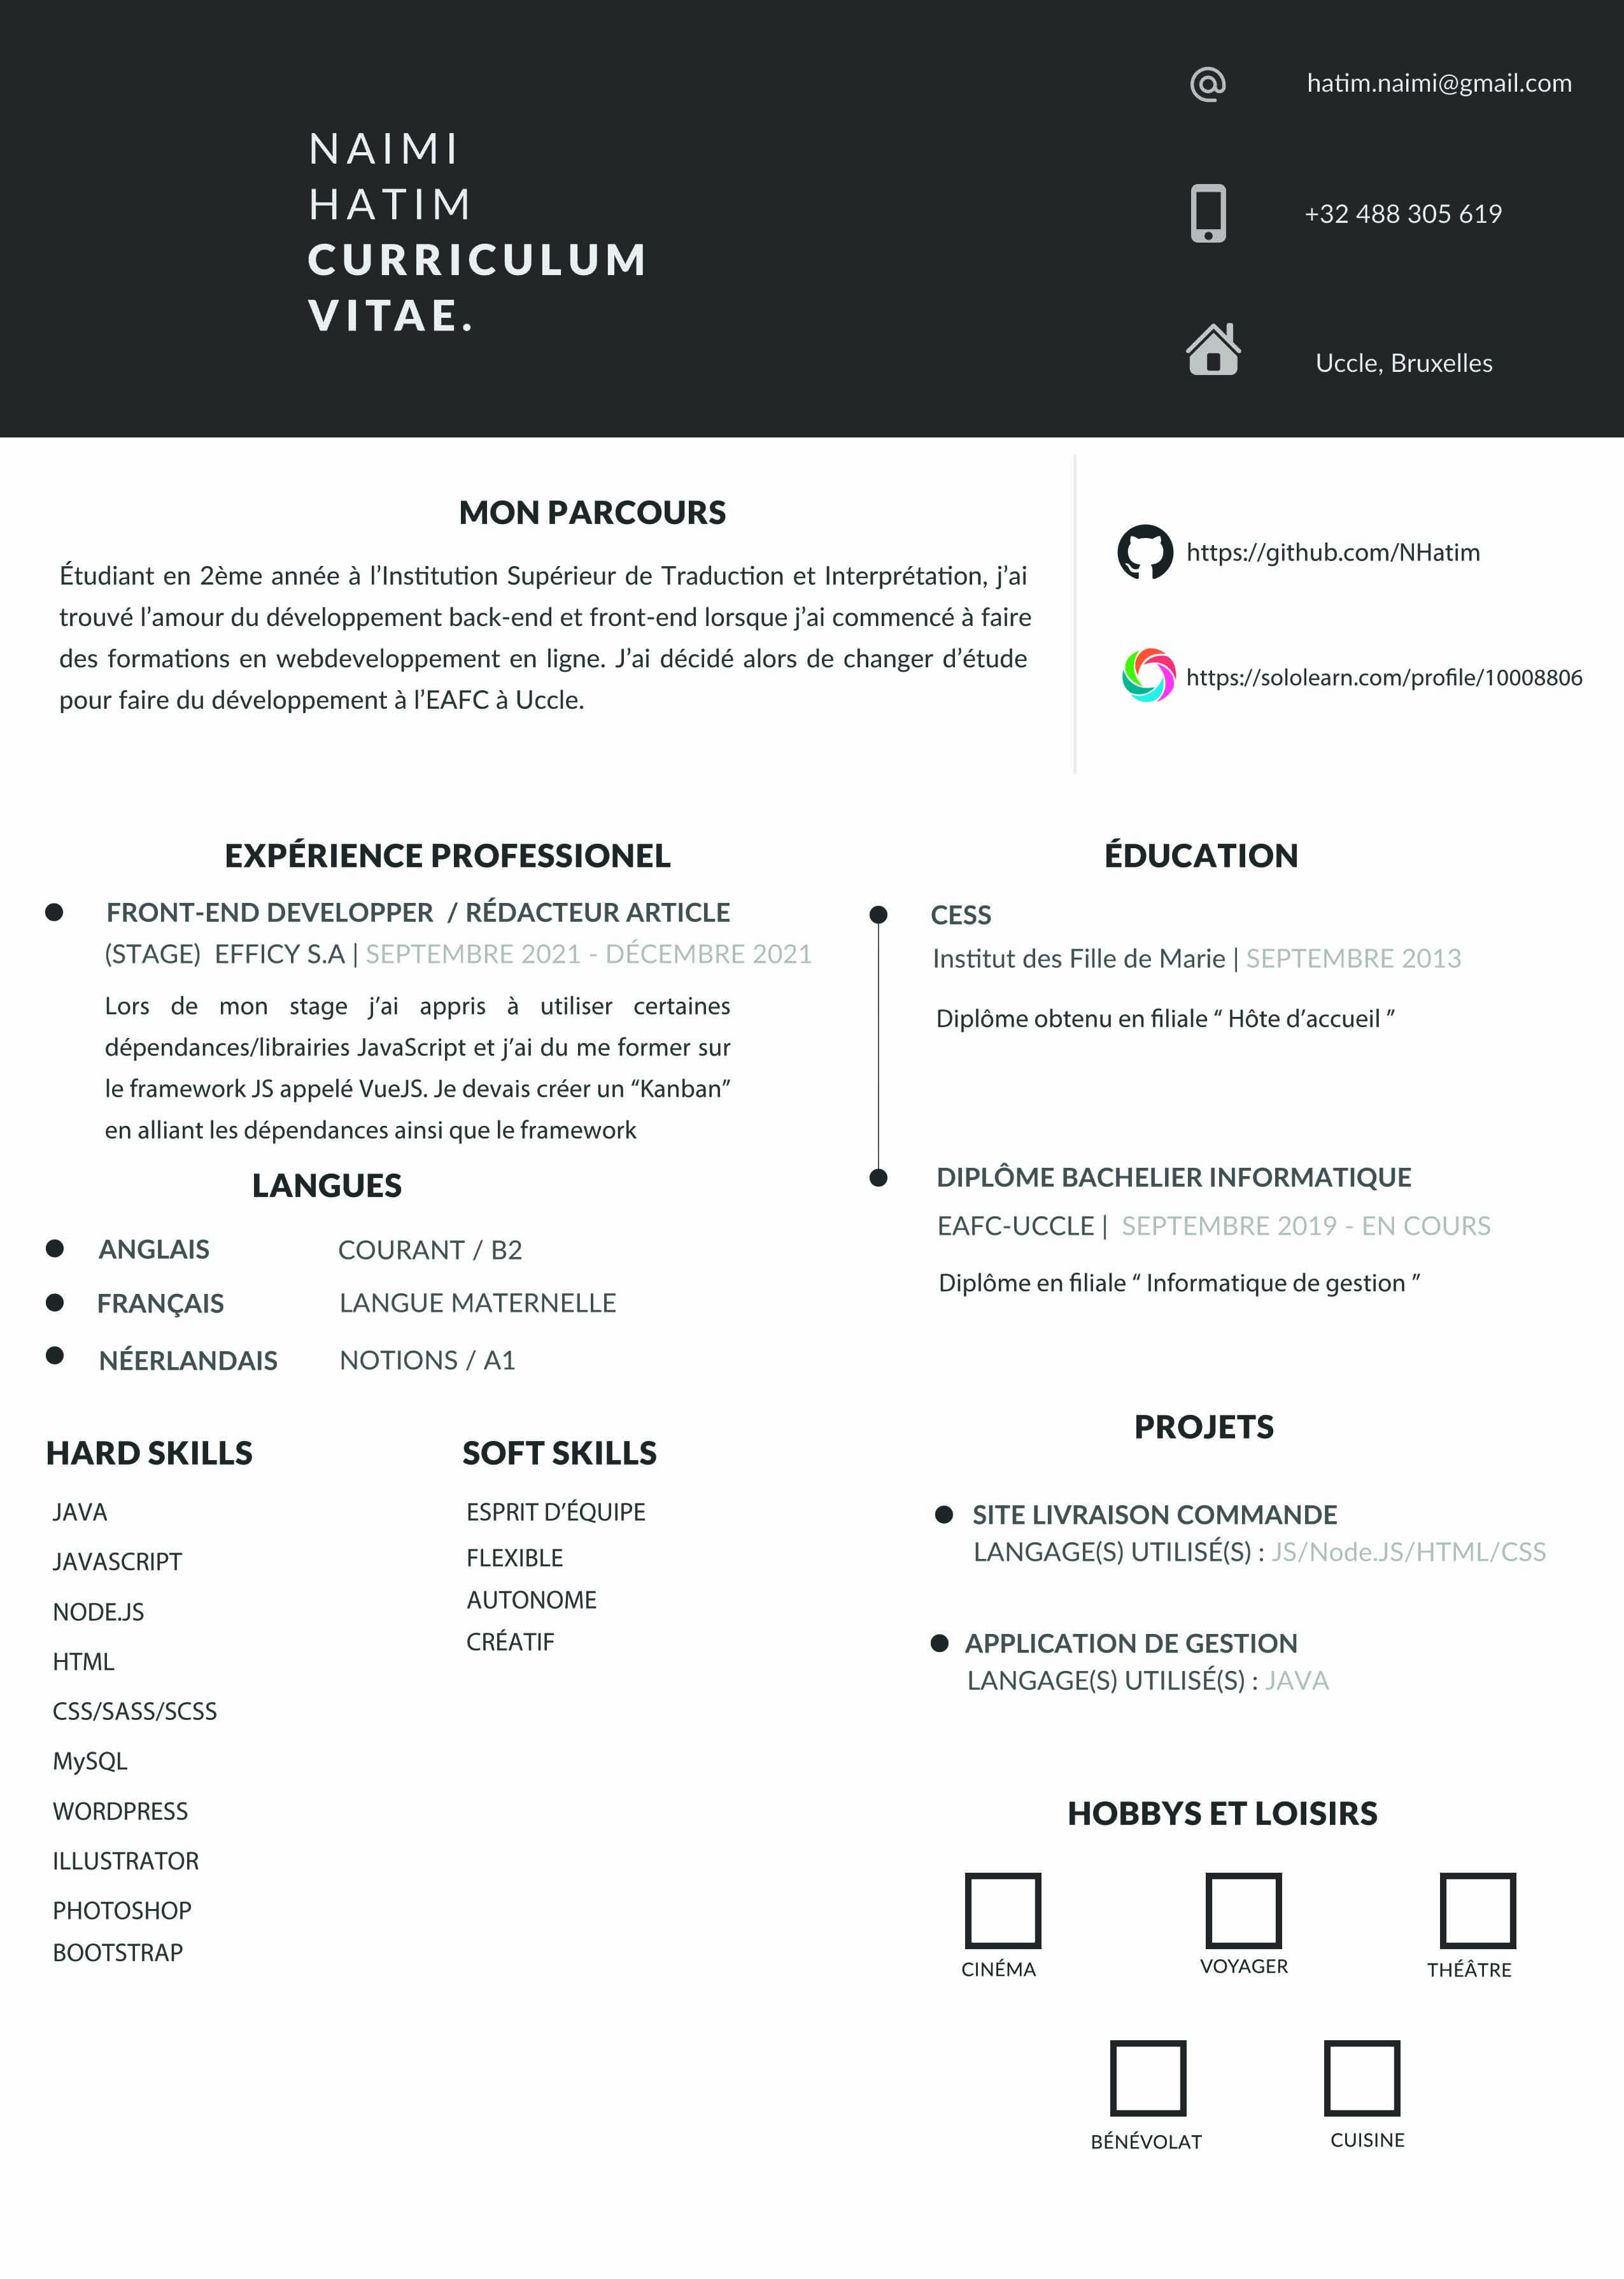 NAIMI
HATIM
CURRICULUM
VITAE.
hatim.naimi@gmail.com
+32 488 305 619
Uccle, Bruxelles
MON PARCOURS
Étudiant en 2ème année à l’Institution Supérieur de Traduction et Interprétation, j’ai
trouvé l’amour du développement back-end et front-end lorsque j’ai commencé à faire
des formations en webdeveloppement en ligne. J’ai décidé alors de changer d’étude
pour faire du développement à l’EAFC à Uccle.
https://github.com/NHatim
https://sololearn.com/profile/10008806
EXPÉRIENCE PROFESSIONEL
FRONT-END DEVELOPPER / RÉDACTEUR ARTICLE
(STAGE) EFFICY S.A | SEPTEMBRE 2021 - DÉCEMBRE 2021
Lors de mon stage j’ai appris à utiliser certaines
dépendances/librairies JavaScript et j’ai du me former sur
le framework JS appelé VueJS. Je devais créer un “Kanban”
en alliant les dépendances ainsi que le framework
LANGUES
ANGLAIS COURANT / B2
FRANÇAIS LANGUE MATERNELLE
NÉERLANDAIS NOTIONS / A1
HARD SKILLS
JAVA
JAVASCRIPT
NODE.JS
HTML
CSS/SASS/SCSS
MySQL
WORDPRESS
ILLUSTRATOR
PHOTOSHOP
BOOTSTRAP
SOFT SKILLS
ESPRIT D’ÉQUIPE
FLEXIBLE
AUTONOME
CRÉATIF
ÉDUCATION
CESS
Institut des Fille de Marie | SEPTEMBRE 2013
Diplôme obtenu en filiale “ Hôte d’accueil ”
DIPLÔME BACHELIER INFORMATIQUE
EAFC-UCCLE | SEPTEMBRE 2019 - EN COURS
Diplôme en filiale “ Informatique de gestion ”
PROJETS
SITE LIVRAISON COMMANDE
LANGAGE(S) UTILISÉ(S) : JS/Node.JS/HTML/CSS
APPLICATION DE GESTION
LANGAGE(S) UTILISÉ(S) : JAVA
HOBBYS ET LOISIRS
CINÉMA
VOYAGER
THÉÂTRE
BÉNÉVOLAT
CUISINE